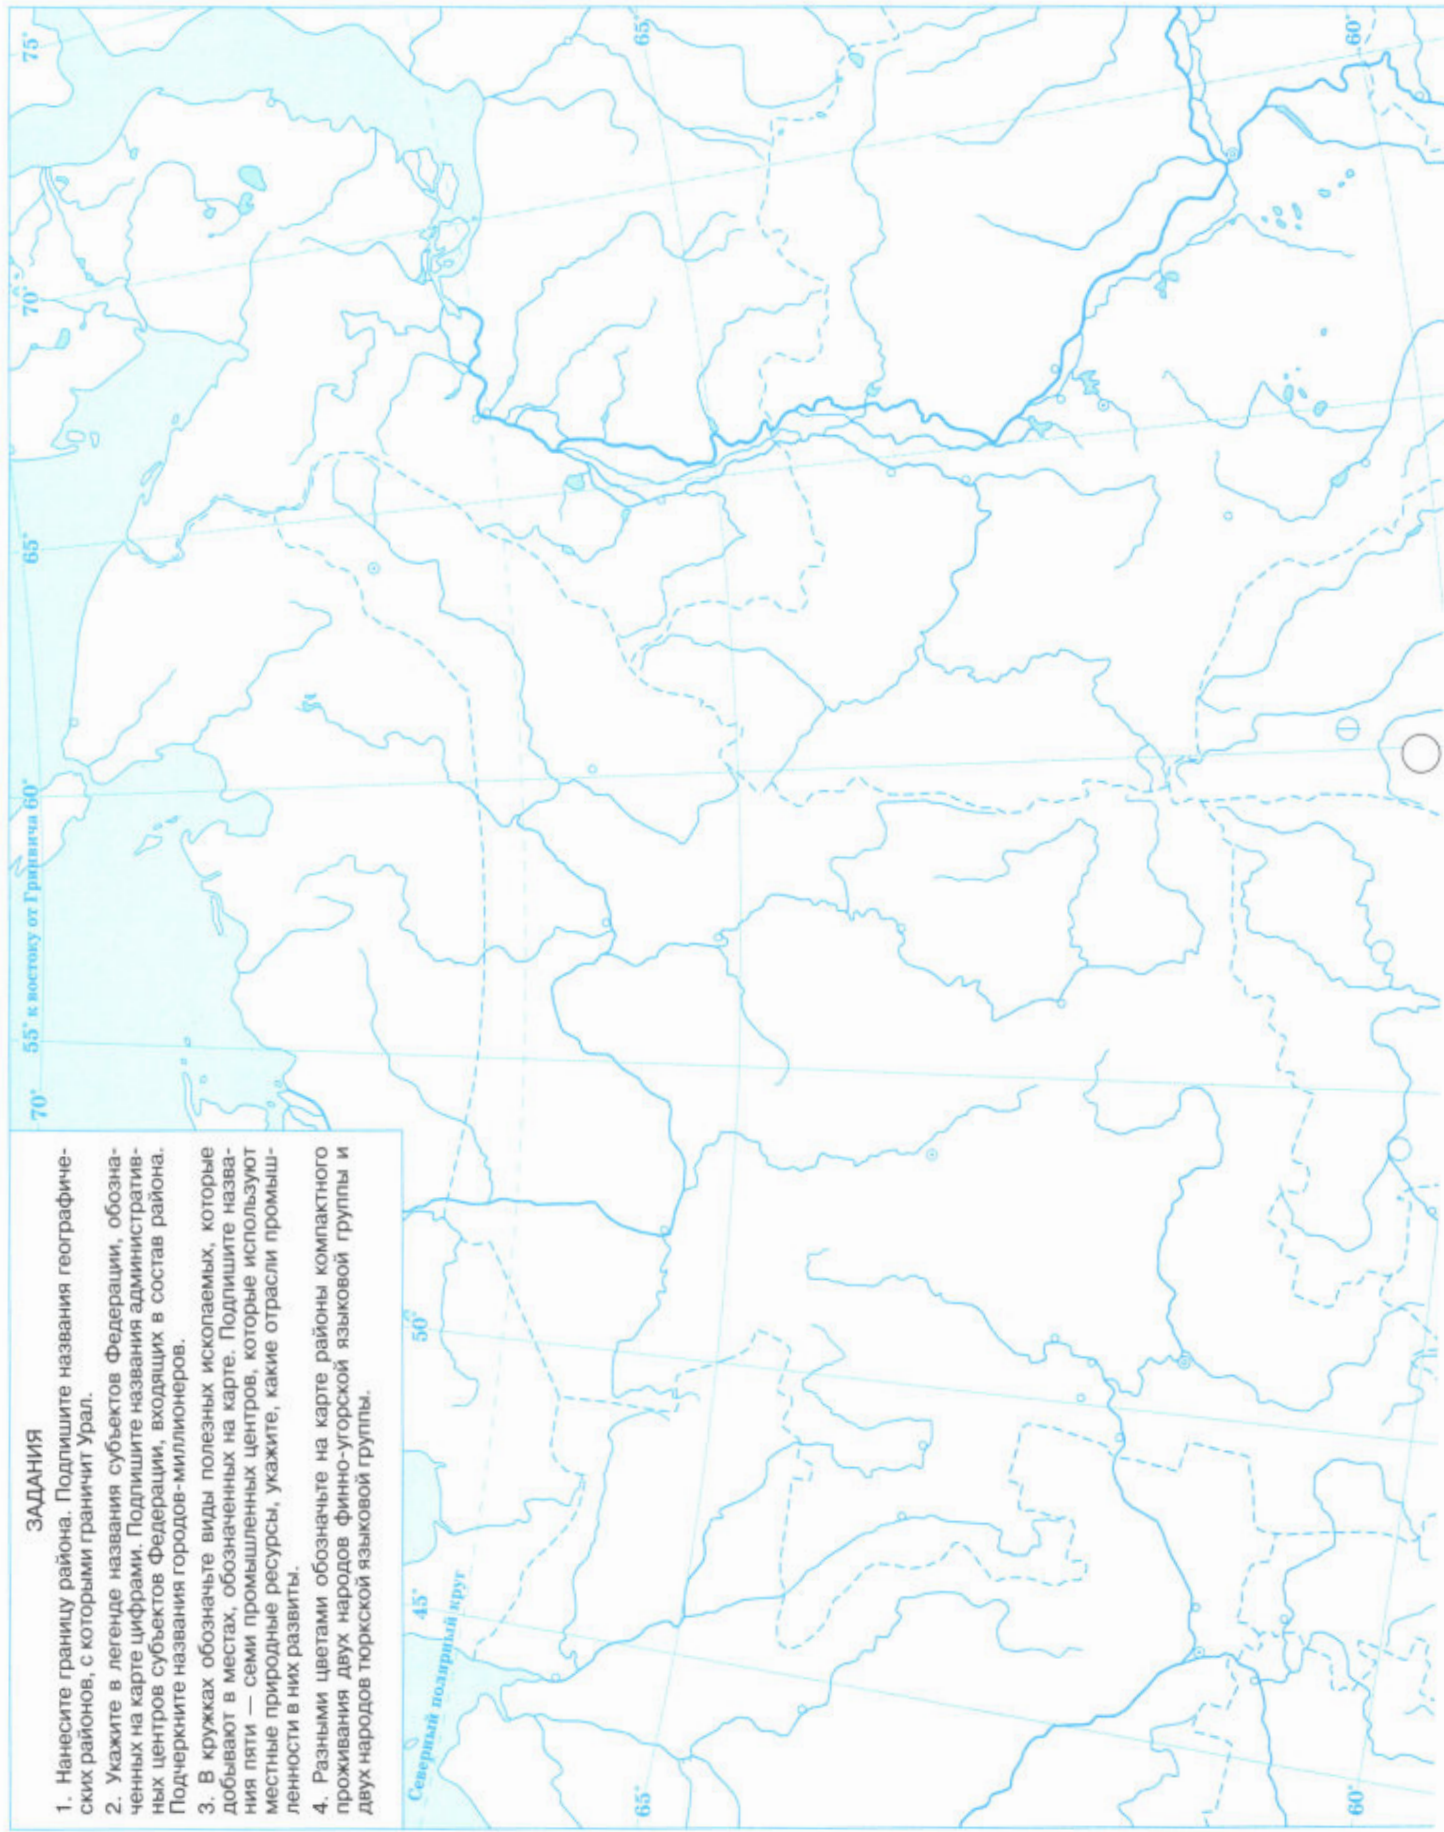 ЗАДАНИЯ
1. Нанесите границу района. Подпишите названия географиче-
ских районов, с которыми граничит Урал.
2. Укажите в легенде названия субъектов Федерации, обозна-
ченных на карте цифрами. Подпишите названия административ-
ных центров субъектов Федерации, входящих в состав района.
Подчеркните названия городов-миллионеров.
3. В кружках обозначьте виды полезных ископаемых, которые
добывают в местах, обозначенных на карте. Подпишите назва-
ния пяти — семи промышленных центров, которые используют
местные природные ресурсы, укажите, какие отрасли промыш-
ленности в них развиты.
4. Разными цветами обозначьте на карте районы компактного
проживания двух народов финно-угорской языковой группы и
двух народов тюркской языковой группы.
70°
55° к востоку от Гринвича 60°
65°
70°
75°
45°
50°
Северный полярный круг
65°
65°
60°
60°